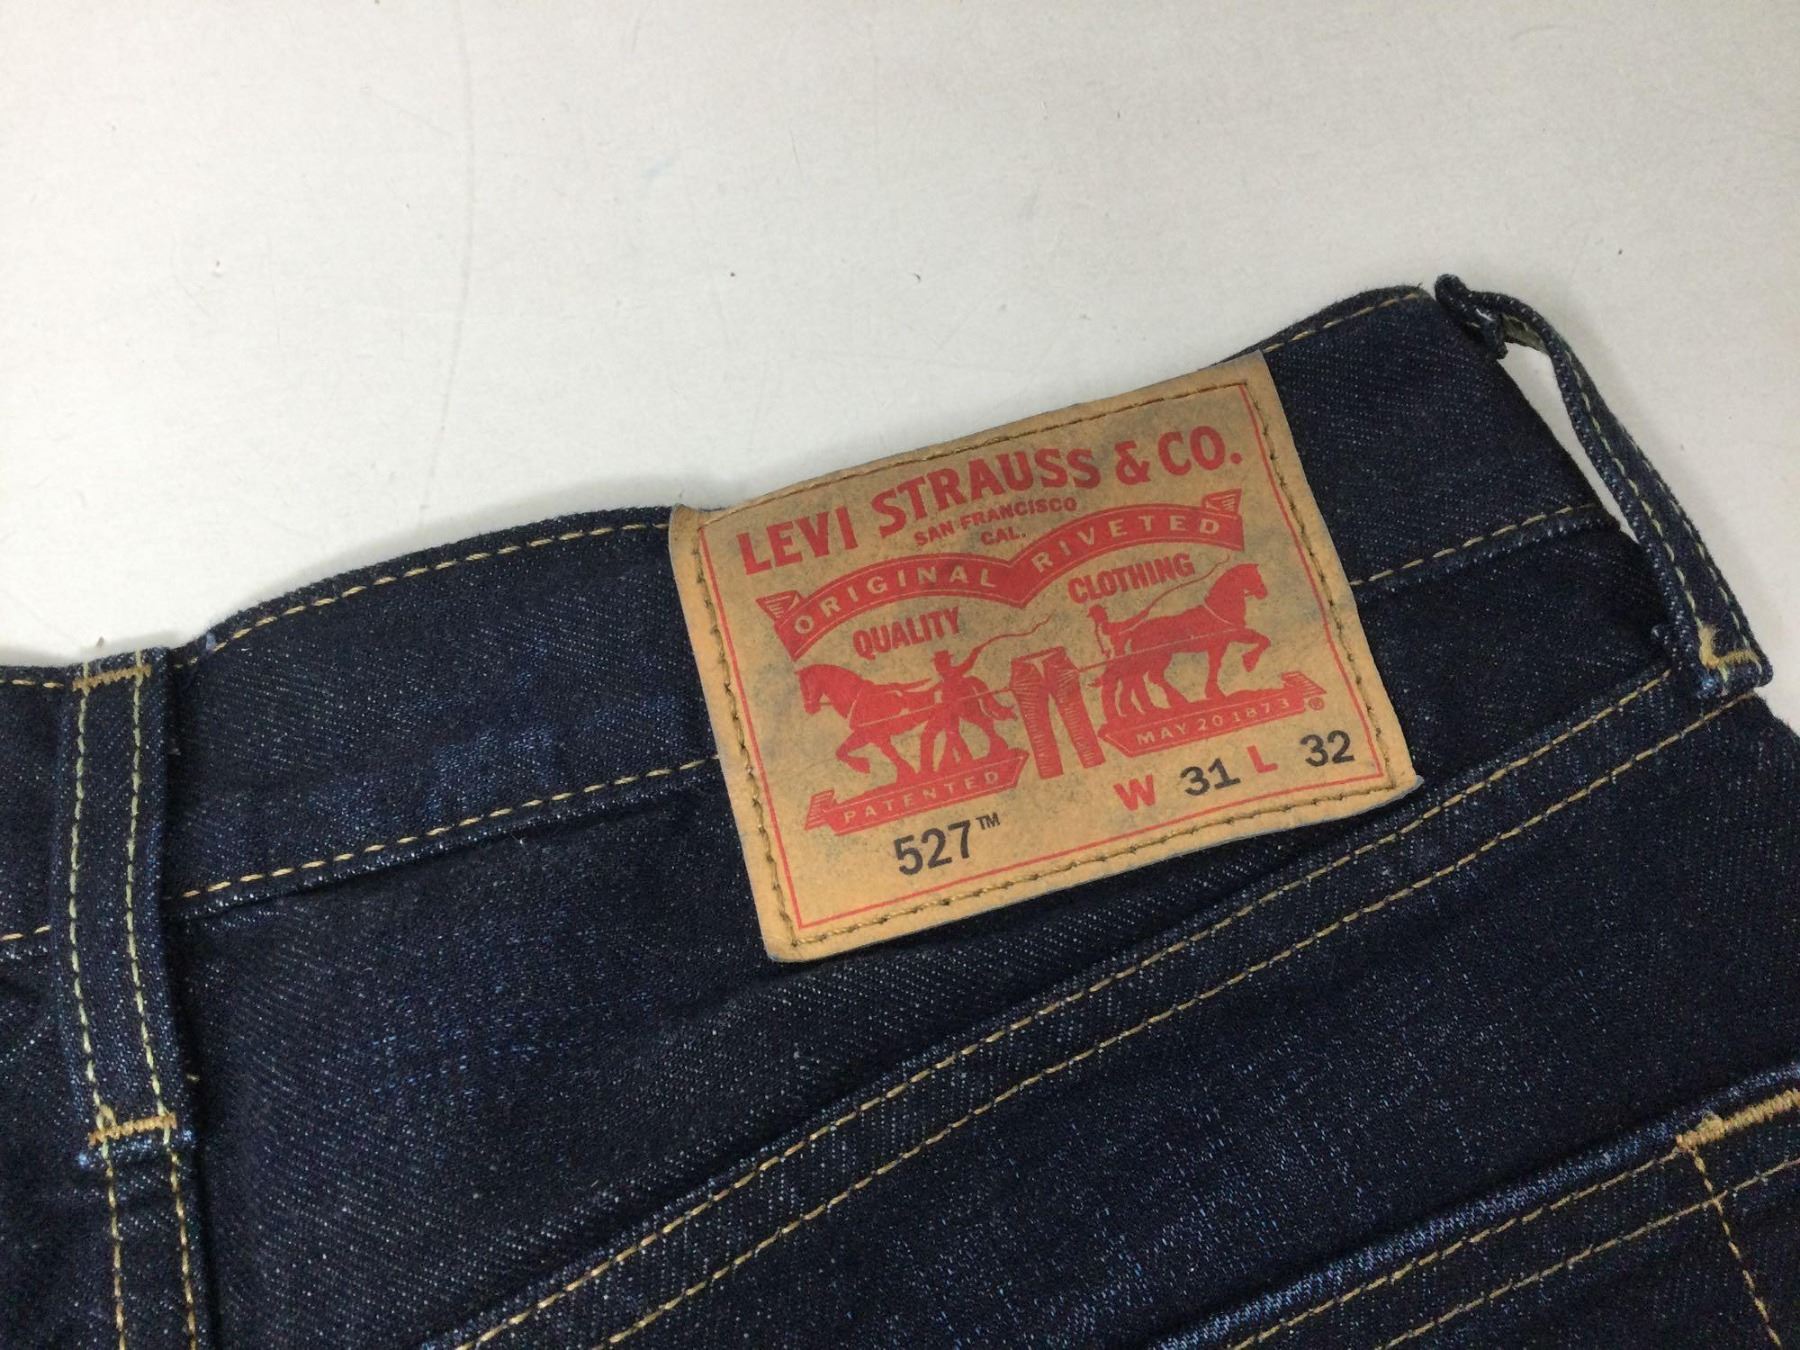 LEVI STRAUSS & CO.
SAN FRANCISCO
CAL.
ORIGINAL RIVETED
QUALITY CLOTHING
PATENTED MAY 20 1873 ®
527™ W 31 L 32